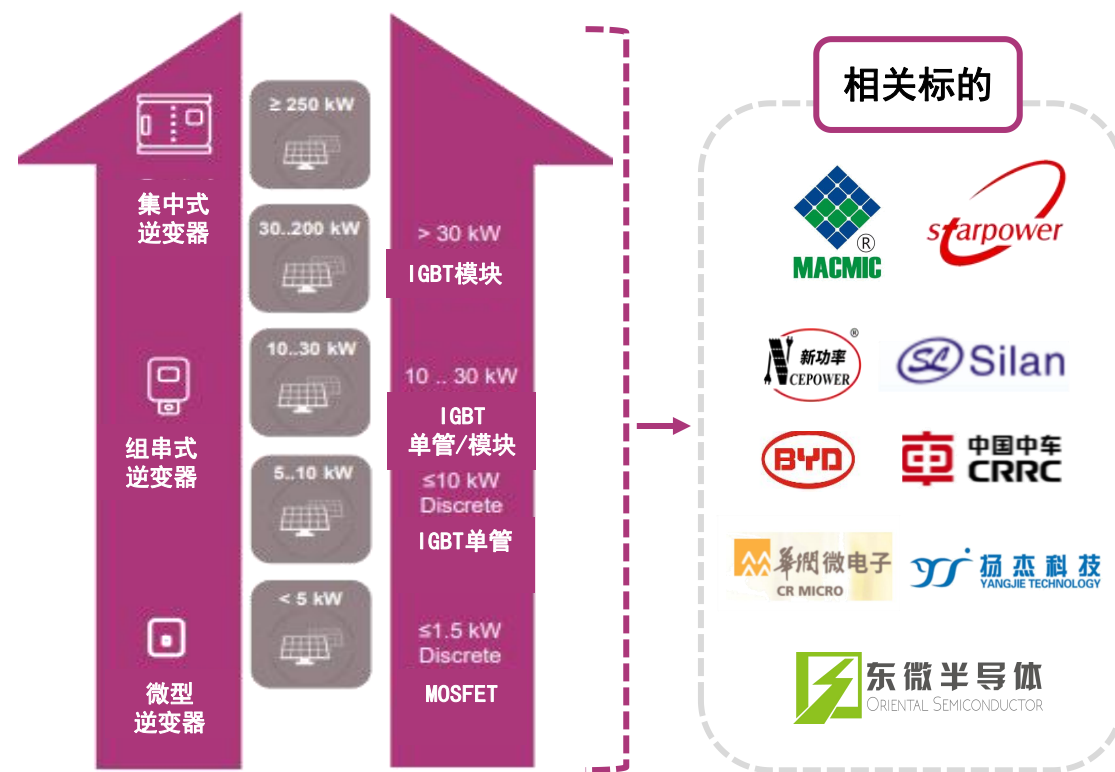 ≥ 250 kW
集中式
逆变器
30..200 kW
> 30 kW
IGBT模块
10..30 kW
10 .. 30 kW
IGBT
单管/模块
组串式
逆变器
5..10 kW
≤10 kW
Discrete
IGBT单管
< 5 kW
≤1.5 kW
Discrete
MOSFET
微型
逆变器
相关标的
MACMIC
®
starpower
新功率
®
NCEPOWER
SL Silan
BYD
中国中车
CRRC
華潤微电子
CR MICRO
YJ 扬杰科技
YANGJIE TECHNOLOGY
东微半导体
ORIENTAL SEMICONDUCTOR